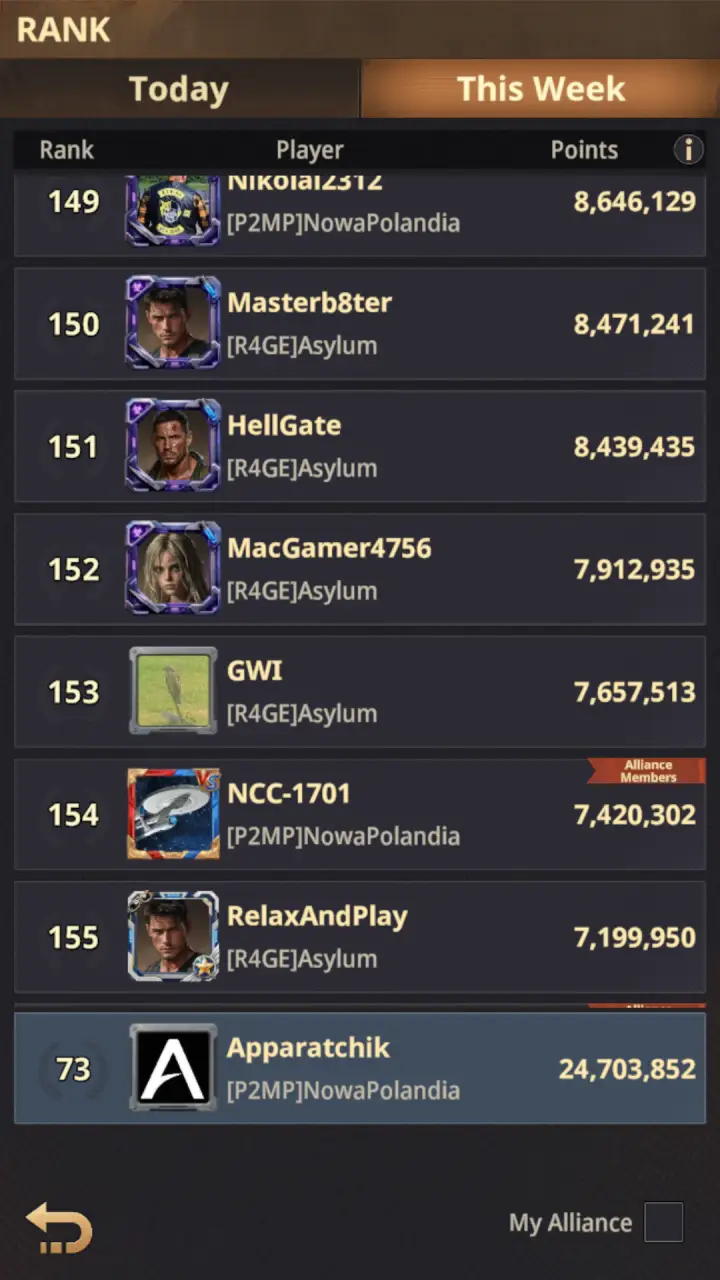 RANK
Today
This Week
Rank
Player
Points
149
Nikolai2312
[P2MP]NowaPolandia
8,646,129
150
Masterb8ter
[R4GE]Asylum
8,471,241
151
HellGate
[R4GE]Asylum
8,439,435
152
MacGamer4756
[R4GE]Asylum
7,912,935
153
GWI
[R4GE]Asylum
7,657,513
Alliance
Members
154
VS
NCC-1701
[P2MP]NowaPolandia
7,420,302
155
RelaxAndPlay
[R4GE]Asylum
7,199,950
73
Apparatchik
[P2MP]NowaPolandia
24,703,852
My Alliance